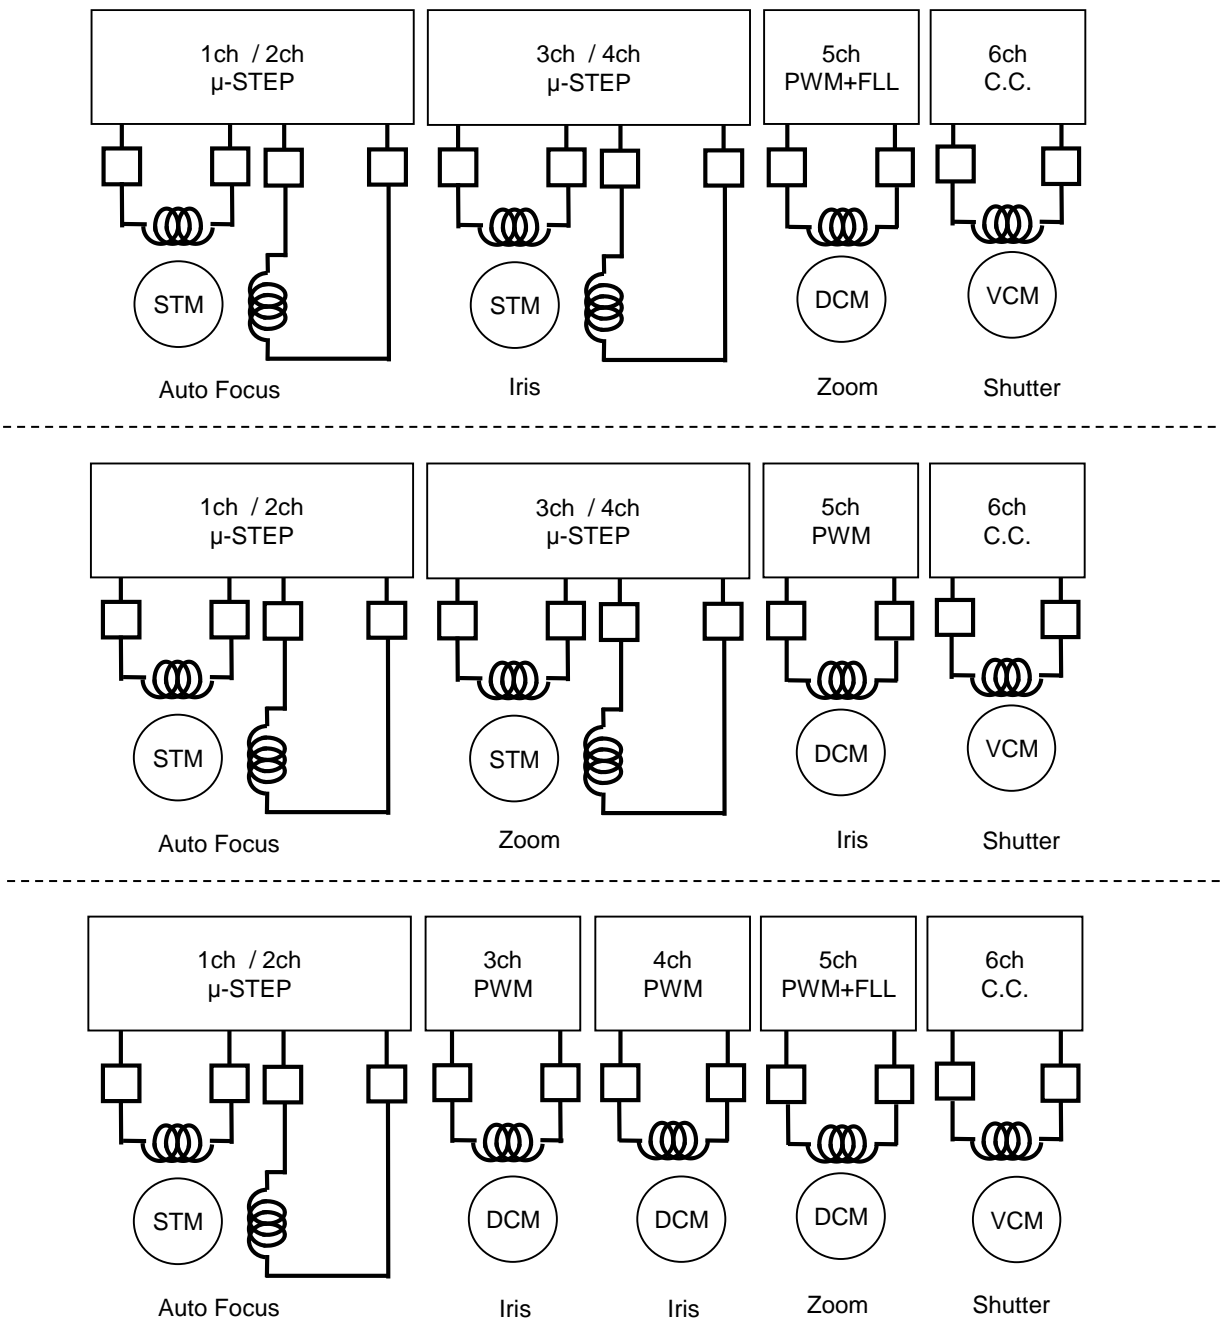 1ch / 2ch
μ-STEP
3ch / 4ch
μ-STEP
5ch
PWM+FLL
6ch
C.C.
STM
STM
DCM
VCM
Auto Focus
Iris
Zoom
Shutter
1ch / 2ch
μ-STEP
3ch / 4ch
μ-STEP
5ch
PWM
6ch
C.C.
STM
STM
DCM
VCM
Auto Focus
Zoom
Iris
Shutter
1ch / 2ch
μ-STEP
3ch
PWM
4ch
PWM
5ch
PWM+FLL
6ch
C.C.
STM
DCM
DCM
DCM
VCM
Auto Focus
Iris
Iris
Zoom
Shutter